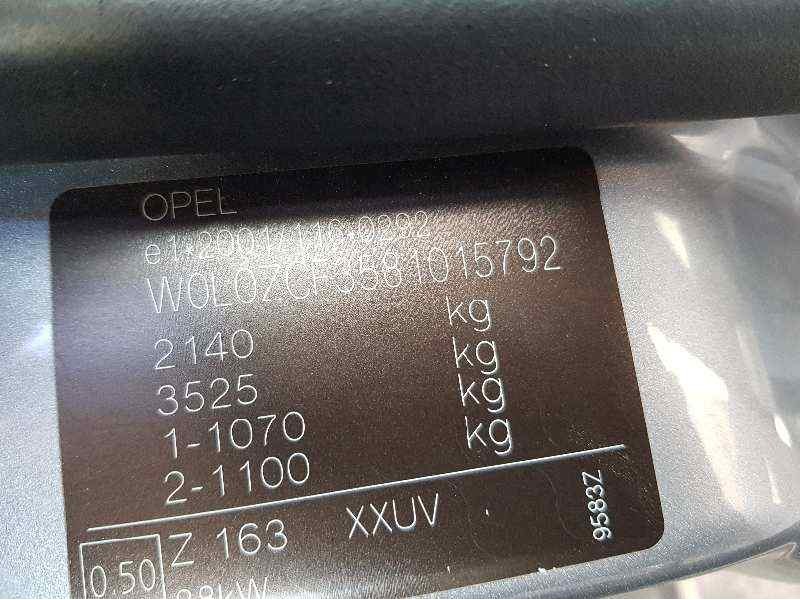 OPEL
e1*2001/116*0292
W0L0ZCF3581015792
2140 kg
3525 kg
1-1070 kg
2-1100 kg
0.50 Z 163 XXUV 9583Z
88kW